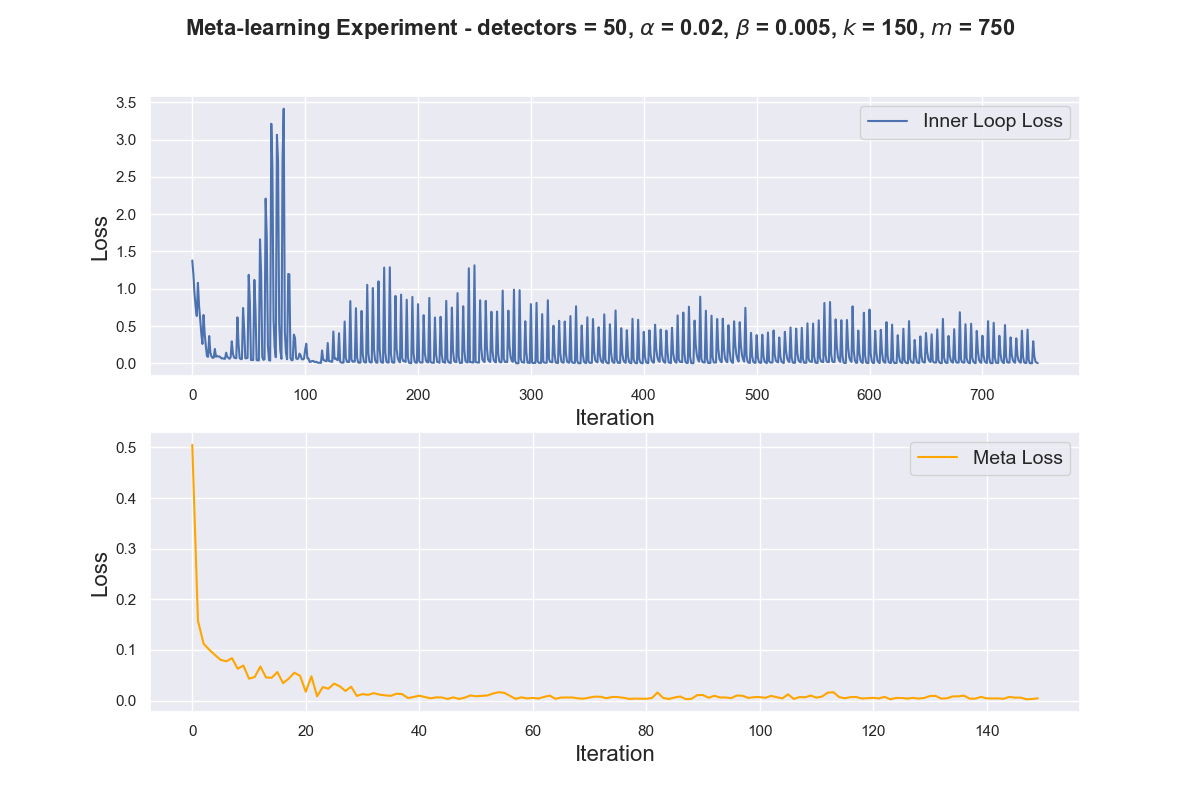 Meta-learning Experiment - detectors = 50, α = 0.02, β = 0.005, k = 150, m = 750
3.5
3.0
2.5
2.0
1.5
1.0
0.5
0.0
Loss
Inner Loop Loss
0 100 200 300 400 500 600 700
Iteration
0.5
0.4
0.3
0.2
0.1
0.0
Loss
Meta Loss
0 20 40 60 80 100 120 140
Iteration